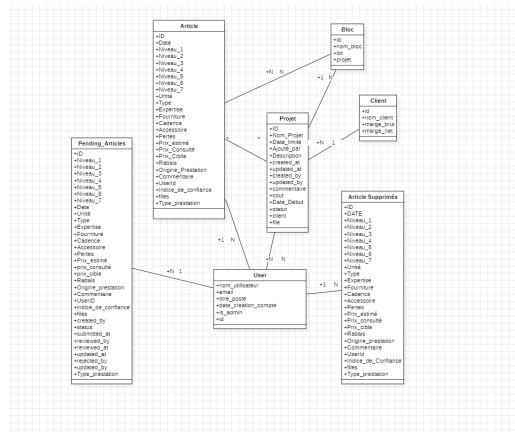 Article
+ID
+Date
+Niveau_1
+Niveau_2
+Niveau_3
+Niveau_4
+Niveau_5
+Niveau_6
+Niveau_7
+Unité
+Type
+Expertise
+Fourniture
+Cadence
+Accessoire
+Pertes
+Prix_estimé
+Prix_Consulté
+Prix_Cible
+Rabais
+Origine_Prestation
+Commentaire
+UserId
+Indice_de_confiance
+files
+Type_prestation
Bloc
+id
+nom_bloc
+lot
+projet
+N N
+1 N
Client
+id
+nom_client
+marge_brut
+marge_net
Projet
+ID
+Nom_Projet
+Date_limite
+Ajouté_par
+Description
+created_at
+updated_at
+created_by
+updated_by
+commentaire
+cout
+Date_Debut
+statut
+client
+file
+N 1
* *
Pending_Articles
+ID
+Niveau_1
+Niveau_2
+Niveau_3
+Niveau_4
+Niveau_5
+Niveau_6
+Niveau_7
+Date
+Unité
+Type
+Expertise
+Fourniture
+Cadence
+Accessoire
+Pertes
+Prix_estimé
+prix_consulté
+prix_cible
+Rabais
+Origine_prestation
+Commentaire
+UserID
+indice_de_confiance
+files
+created_by
+status
+submitted_at
+reviewed_by
+reviewed_at
+updated_at
+rejected_by
+updated_by
+Type_prestation
Article Supprimés
+ID
+DATE
+Niveau_1
+Niveau_2
+Niveau_3
+Niveau_4
+Niveau_5
+Niveau_6
+Niveau_7
+Unité
+Type
+Expertise
+Fourniture
+Cadence
+Accessoire
+Pertes
+Prix_estimé
+Prix_consulté
+Prix_cible
+Rabais
+Origine_prestation
+Commentaire
+UserId
+Indice_de_Confiance
+files
+Type_prestation
+1 N
+N N
+N 1
+1 N
User
+nom_utilisateur
+email
+titre_poste
+date_creation_compte
+is_admin
+id